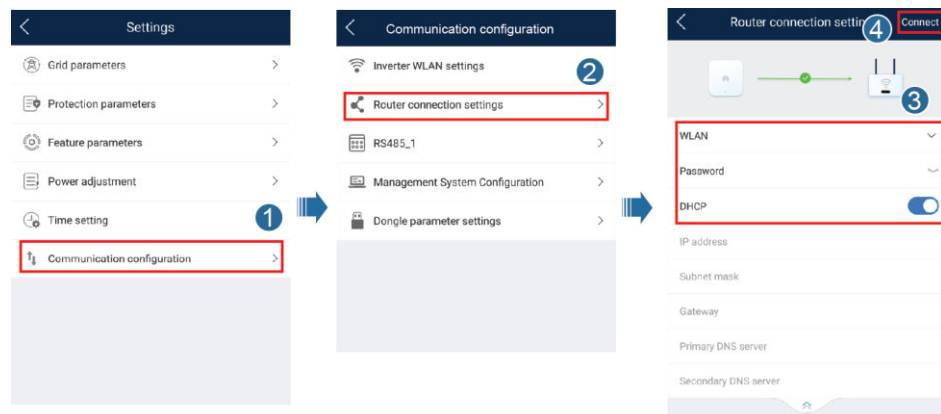 Settings
Grid parameters
Protection parameters
Feature parameters
Power adjustment
Time setting
1
Communication configuration
Communication configuration
Inverter WLAN settings
2
Router connection settings
RS485_1
Management System Configuration
Dongle parameter settings
Router connection settin
4
Connect
3
WLAN
Password
DHCP
IP address
Subnet mask
Gateway
Primary DNS server
Secondary DNS server